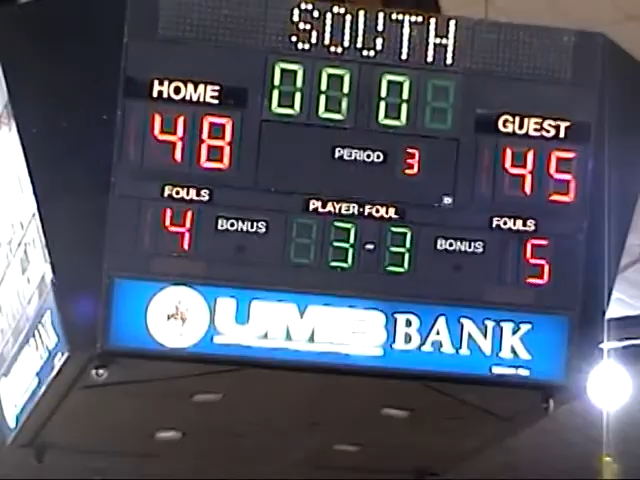 SOUTH
HOME 00 0 GUEST
48 PERIOD 3 45
FOULS PLAYER·FOUL FOULS
4 BONUS 3-3 BONUS 5
UMB BANK